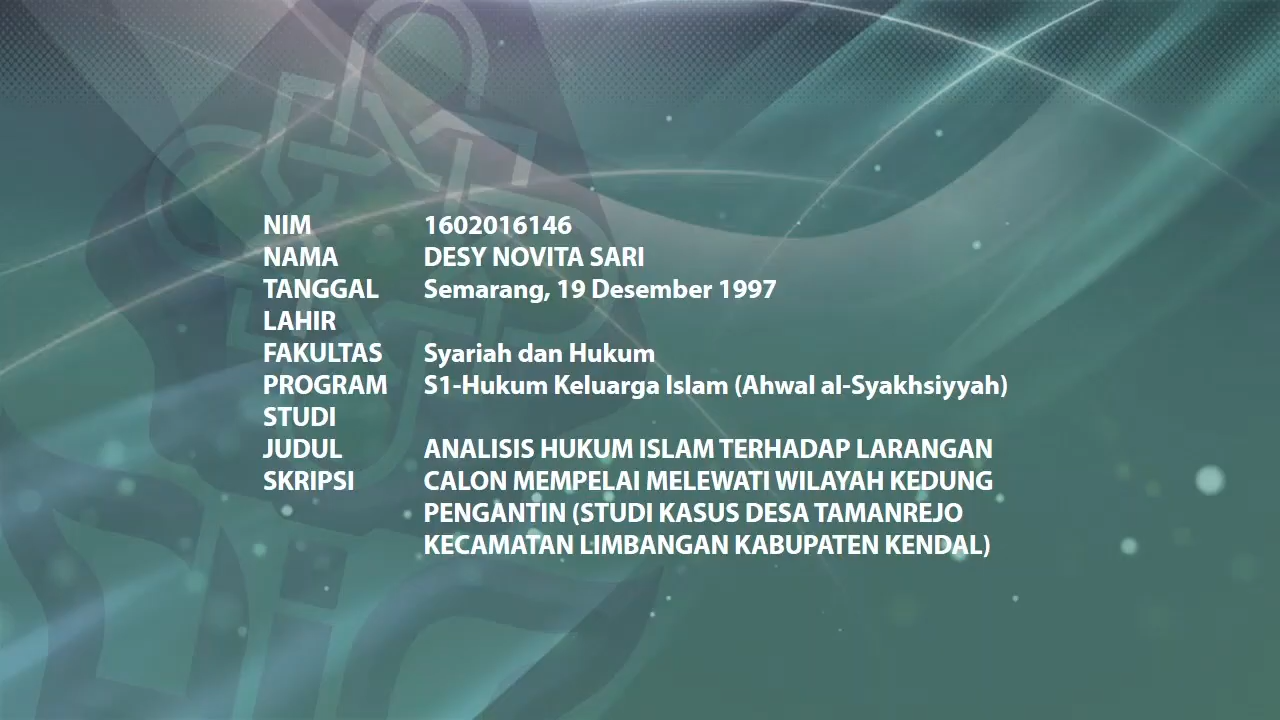 NIM 1602016146
NAMA DESY NOVITA SARI
TANGGAL Semarang, 19 Desember 1997
LAHIR
FAKULTAS Syariah dan Hukum
PROGRAM S1-Hukum Keluarga Islam (Ahwal al-Syakhsiyyah)
STUDI
JUDUL ANALISIS HUKUM ISLAM TERHADAP LARANGAN
SKRIPSI CALON MEMPELAI MELEWATI WILAYAH KEDUNG
PENGANTIN (STUDI KASUS DESA TAMANREJO
KECAMATAN LIMBANGAN KABUPATEN KENDAL)